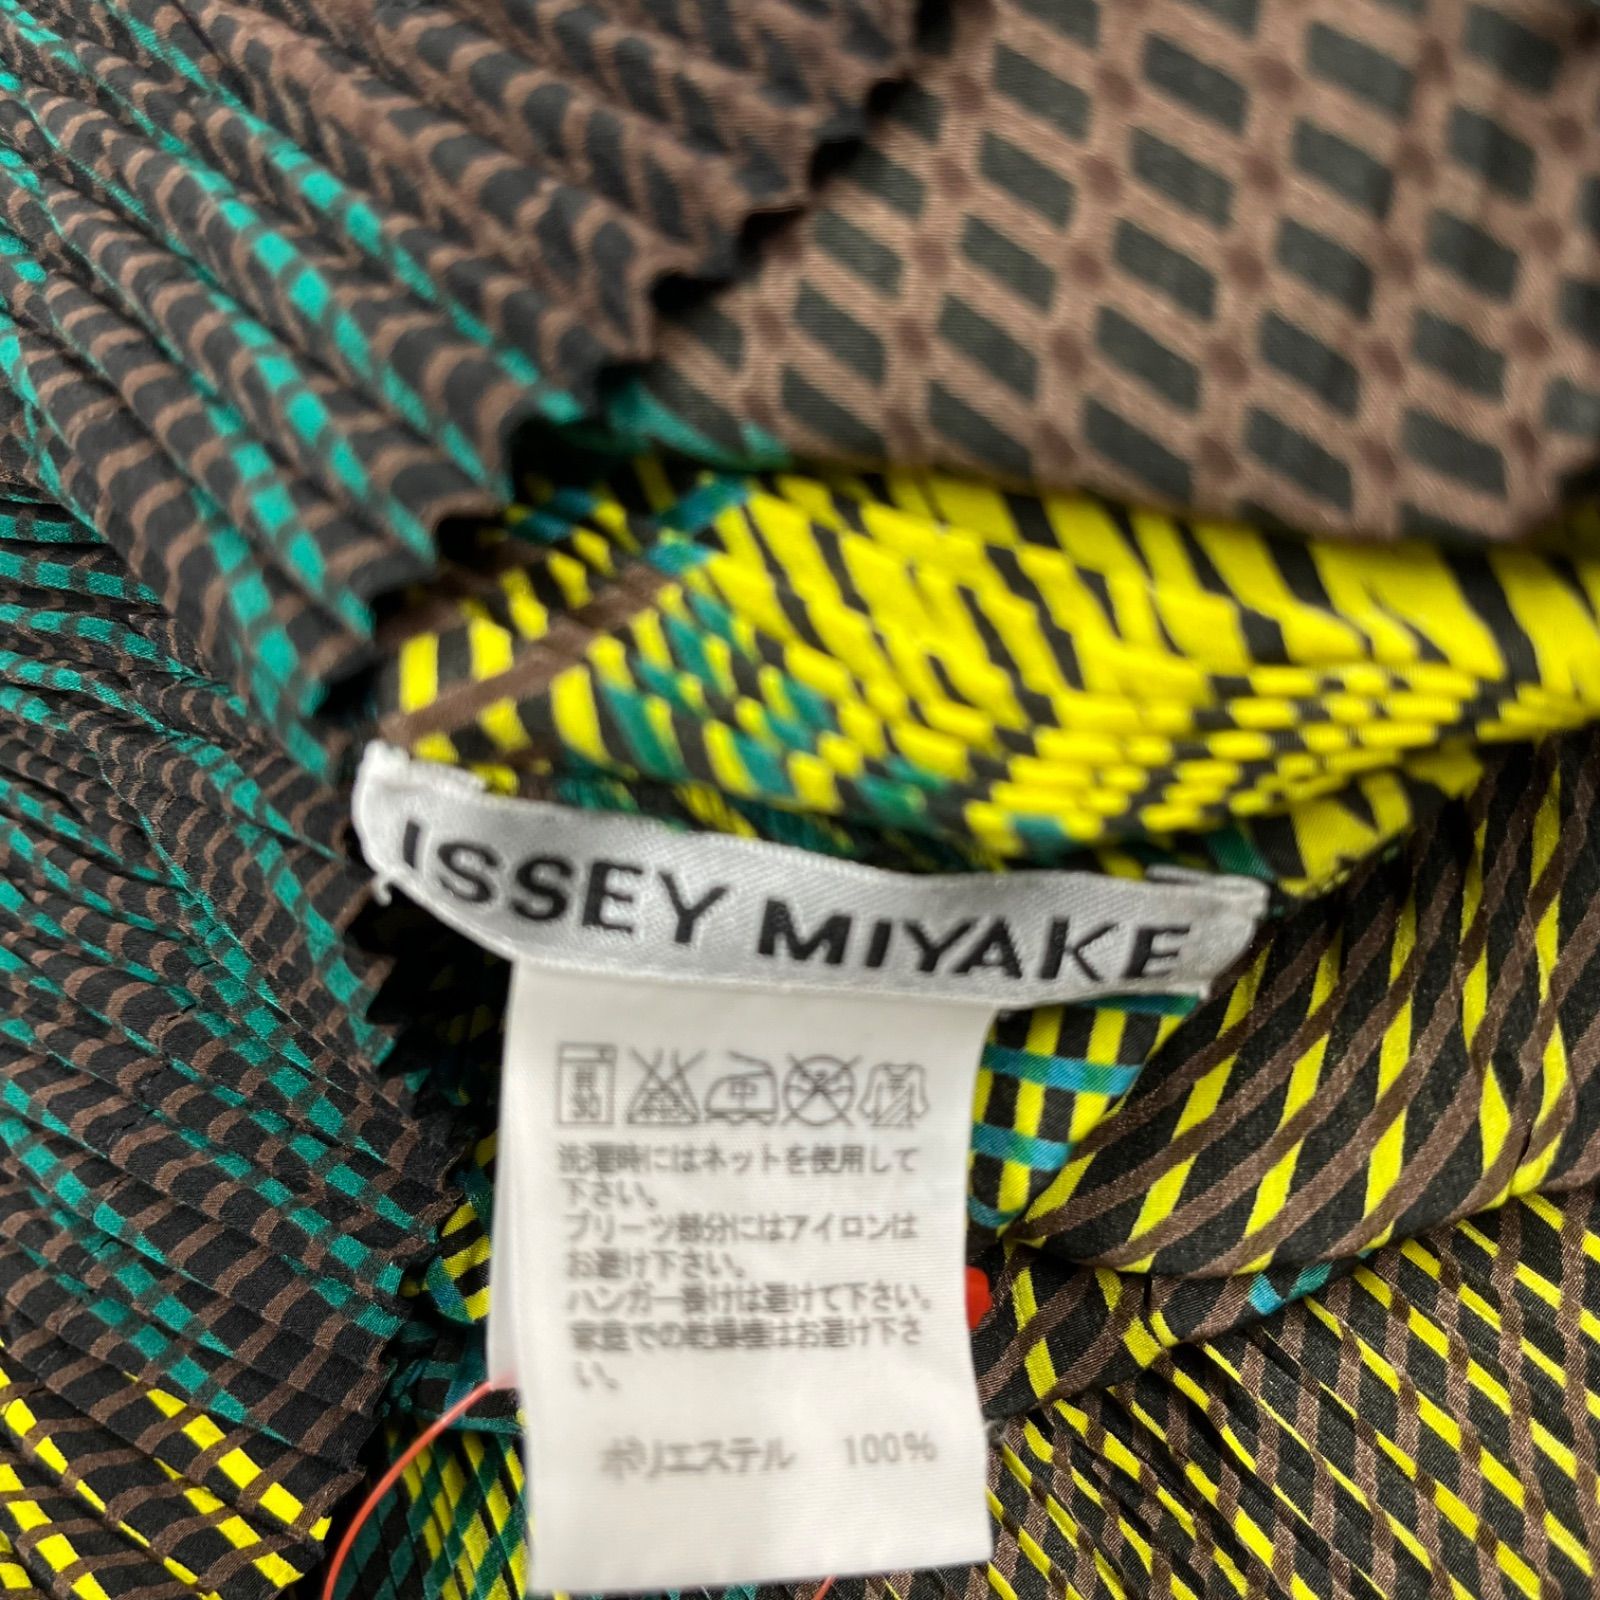 ISSEY MIYAKE
30
中
洗濯時にはネットを使用して
下さい。
プリーツ部分にはアイロンは
お避け下さい。
ハンガー掛けは避けて下さい。
家庭での乾燥機はお避け下さ
い。
ポリエステル 100%